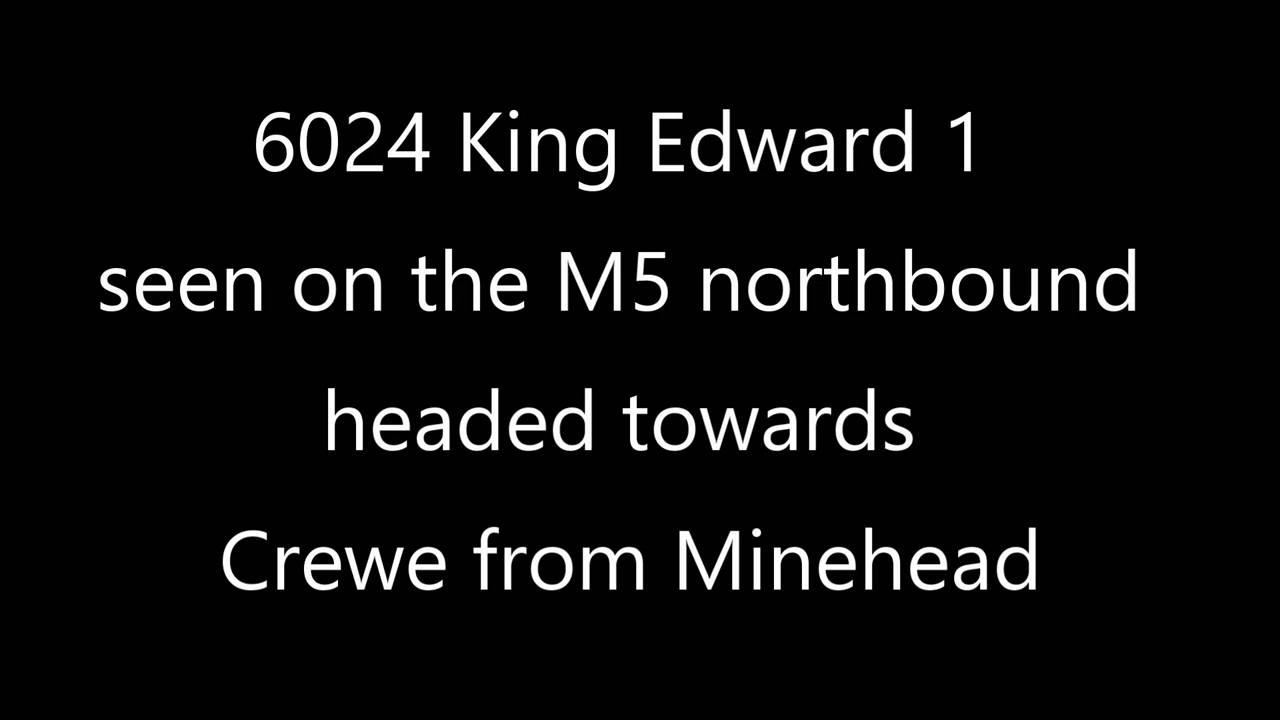 6024 King Edward 1
seen on the M5 northbound
headed towards
Crewe from Minehead